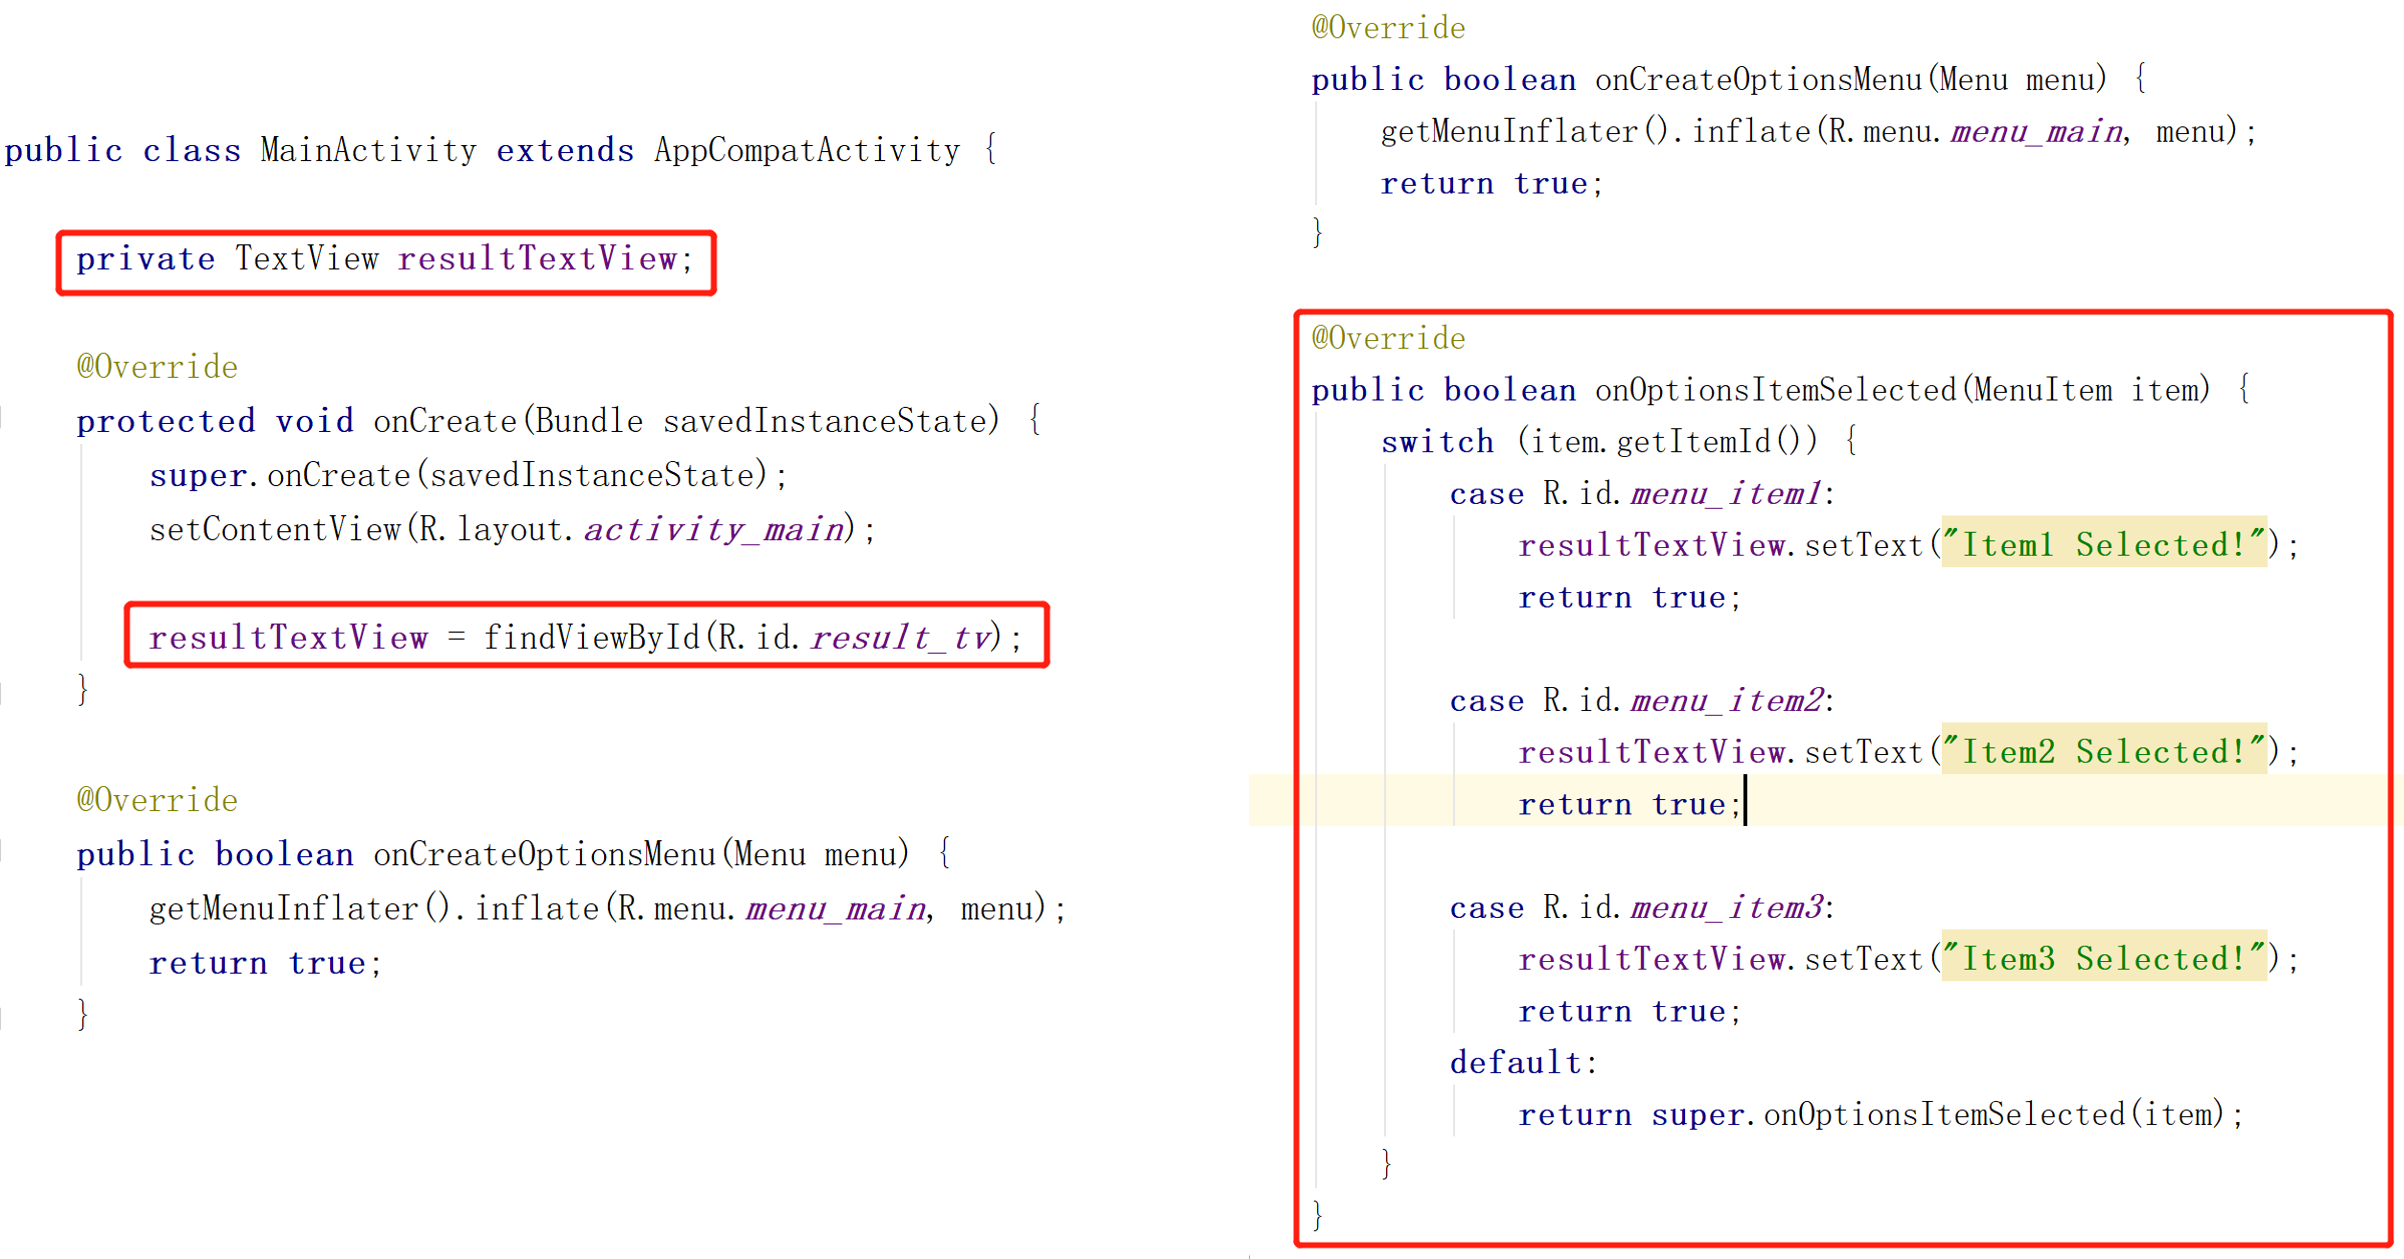 public class MainActivity extends AppCompatActivity {
private TextView resultTextView;
@Override
protected void onCreate(Bundle savedInstanceState) {
super.onCreate(savedInstanceState);
setContentView(R.layout.activity_main);
resultTextView = findViewById(R.id.result_tv);
}
@Override
public boolean onCreateOptionsMenu(Menu menu) {
getMenuInflater().inflate(R.menu.menu_main, menu);
return true;
}
@Override
public boolean onCreateOptionsMenu(Menu menu) {
getMenuInflater().inflate(R.menu.menu_main, menu);
return true;
}
@Override
public boolean onOptionsItemSelected(MenuItem item) {
switch (item.getItemId()) {
case R.id.menu_item1:
resultTextView.setText("Item1 Selected!");
return true;
case R.id.menu_item2:
resultTextView.setText("Item2 Selected!");
return true;
case R.id.menu_item3:
resultTextView.setText("Item3 Selected!");
return true;
default:
return super.onOptionsItemSelected(item);
}
}